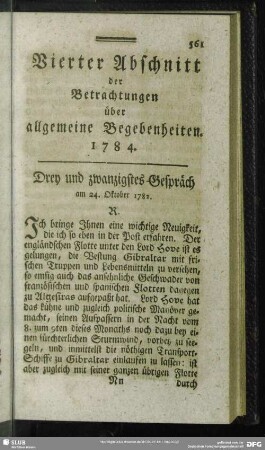 561
Vierter Abschnitt
der
Betrachtungen
über
allgemeine Begebenheiten.
1784.
Drey und zwanzigstes Gespräch
am 24. Oktober 1782.
R.
Ich bringe Ihnen eine wichtige Neuigkeit,
die ich so eben in der Post erfahren. Der
engländschen Flotte unter den Lord Hove ist es
gelungen, die Vestung Gibraltar mit fri-
schen Truppen und Lebensmitteln zu versehen,
so emsig auch das ansehnliche Geschwader von
französischen und spanischen Flotten dagegen
zu Algesiras aufgepaßt hat. Lord Hove hat
das kühne und zugleich polnische Manöver ge-
macht, seinen Aufpassern in der Nacht vom
8. zum 9ten dieses Monaths noch dazu bey ei-
nen fürchterlichen Sturmwind, vorbey zu see-
geln, und inmittelst die nöthigen Transport-
Schiffe zu Gibraltar einlaufen zu lassen: ist
aber zugleich mit seiner ganzen übrigen Flotte
Nn durch
SLUB
DFG